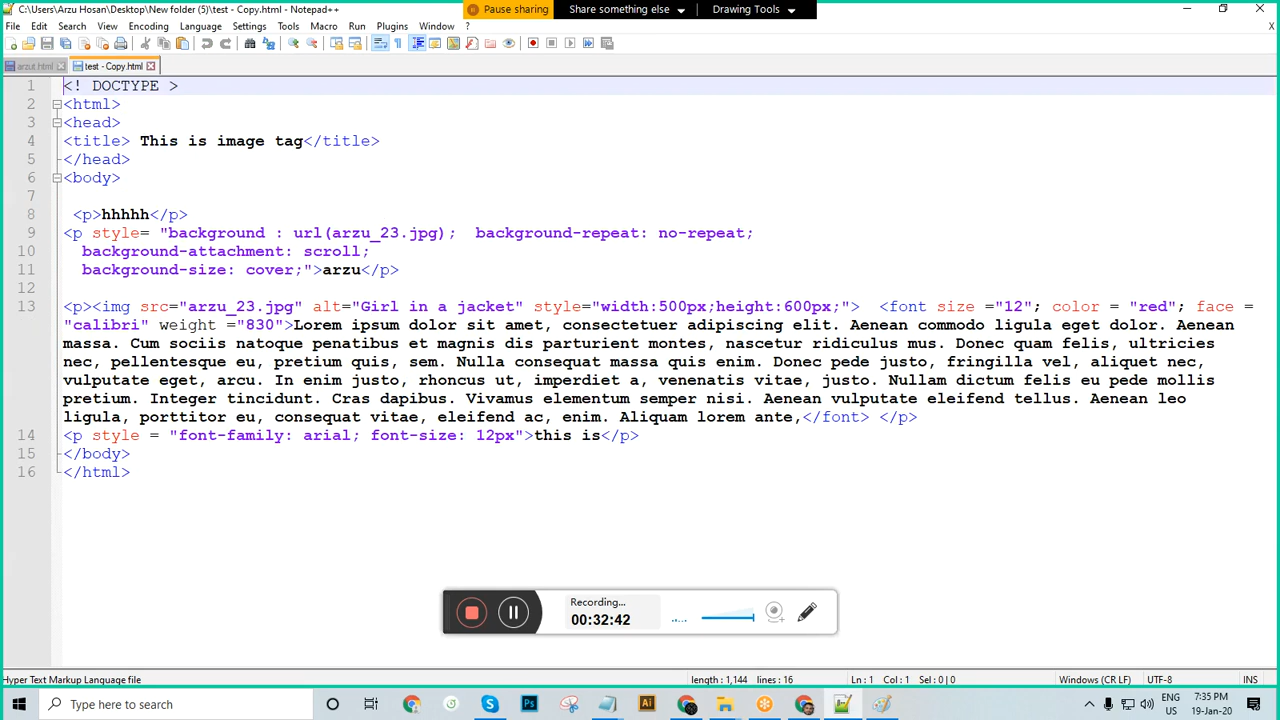 C:\Users\Arzu Hosan\Desktop\New folder (5)\test - Copy.html - Notepad++
Pause sharing
Share something else
Drawing Tools
File Edit Search View Encoding Language Settings Tools Macro Run Plugins Window ?
X
arzut.html
test - Copy.html
1 <! DOCTYPE >
2 <html>
3 <head>
4 <title> This is image tag</title>
5 </head>
6 <body>
7
8 <p>hhhhh</p>
9 <p style= "background : url(arzu_23.jpg);  background-repeat: no-repeat;
10 background-attachment: scroll;
11 background-size: cover;">arzu</p>
12
13 <p><img src="arzu_23.jpg" alt="Girl in a jacket" style="width:500px;height:600px;">  <font size ="12"; color = "red"; face =
"calibri" weight ="830">Lorem ipsum dolor sit amet, consectetuer adipiscing elit. Aenean commodo ligula eget dolor. Aenean
massa. Cum sociis natoque penatibus et magnis dis parturient montes, nascetur ridiculus mus. Donec quam felis, ultricies
nec, pellentesque eu, pretium quis, sem. Nulla consequat massa quis enim. Donec pede justo, fringilla vel, aliquet nec,
vulputate eget, arcu. In enim justo, rhoncus ut, imperdiet a, venenatis vitae, justo. Nullam dictum felis eu pede mollis
pretium. Integer tincidunt. Cras dapibus. Vivamus elementum semper nisi. Aenean vulputate eleifend tellus. Aenean leo
ligula, porttitor eu, consequat vitae, eleifend ac, enim. Aliquam lorem ante,</font> </p>
14 <p style = "font-family: arial; font-size: 12px">this is</p>
15 </body>
16 </html>
Recording...
00:32:42
Hyper Text Markup Language file
length : 1,144 lines : 16
Ln : 1 Col : 1 Sel : 0 | 0
Windows (CR LF)
UTF-8
INS
Type here to search
Ps
Ai
ENG
US
7:35 PM
19-Jan-20